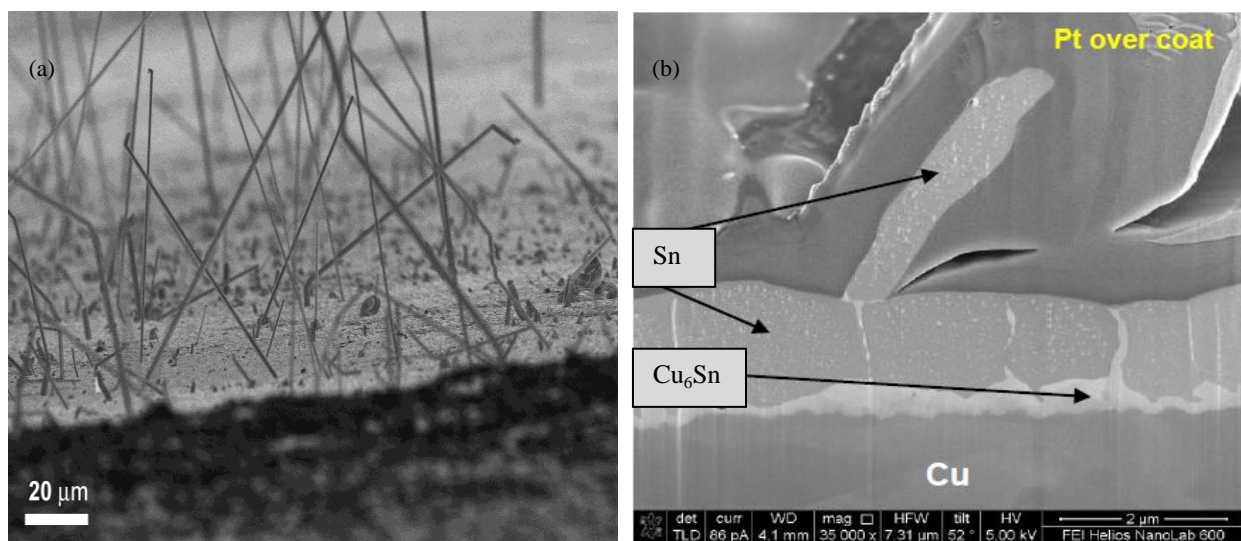 (a)
20 μm
(b)
Pt over coat
Sn
Cu₆Sn
Cu
det curr WD mag HFW tilt HV 2 μm
TLD 86 pA 4.1 mm 35 000 x 7.31 μm 52 ° 5.00 kV FEI Helios NanoLab 600